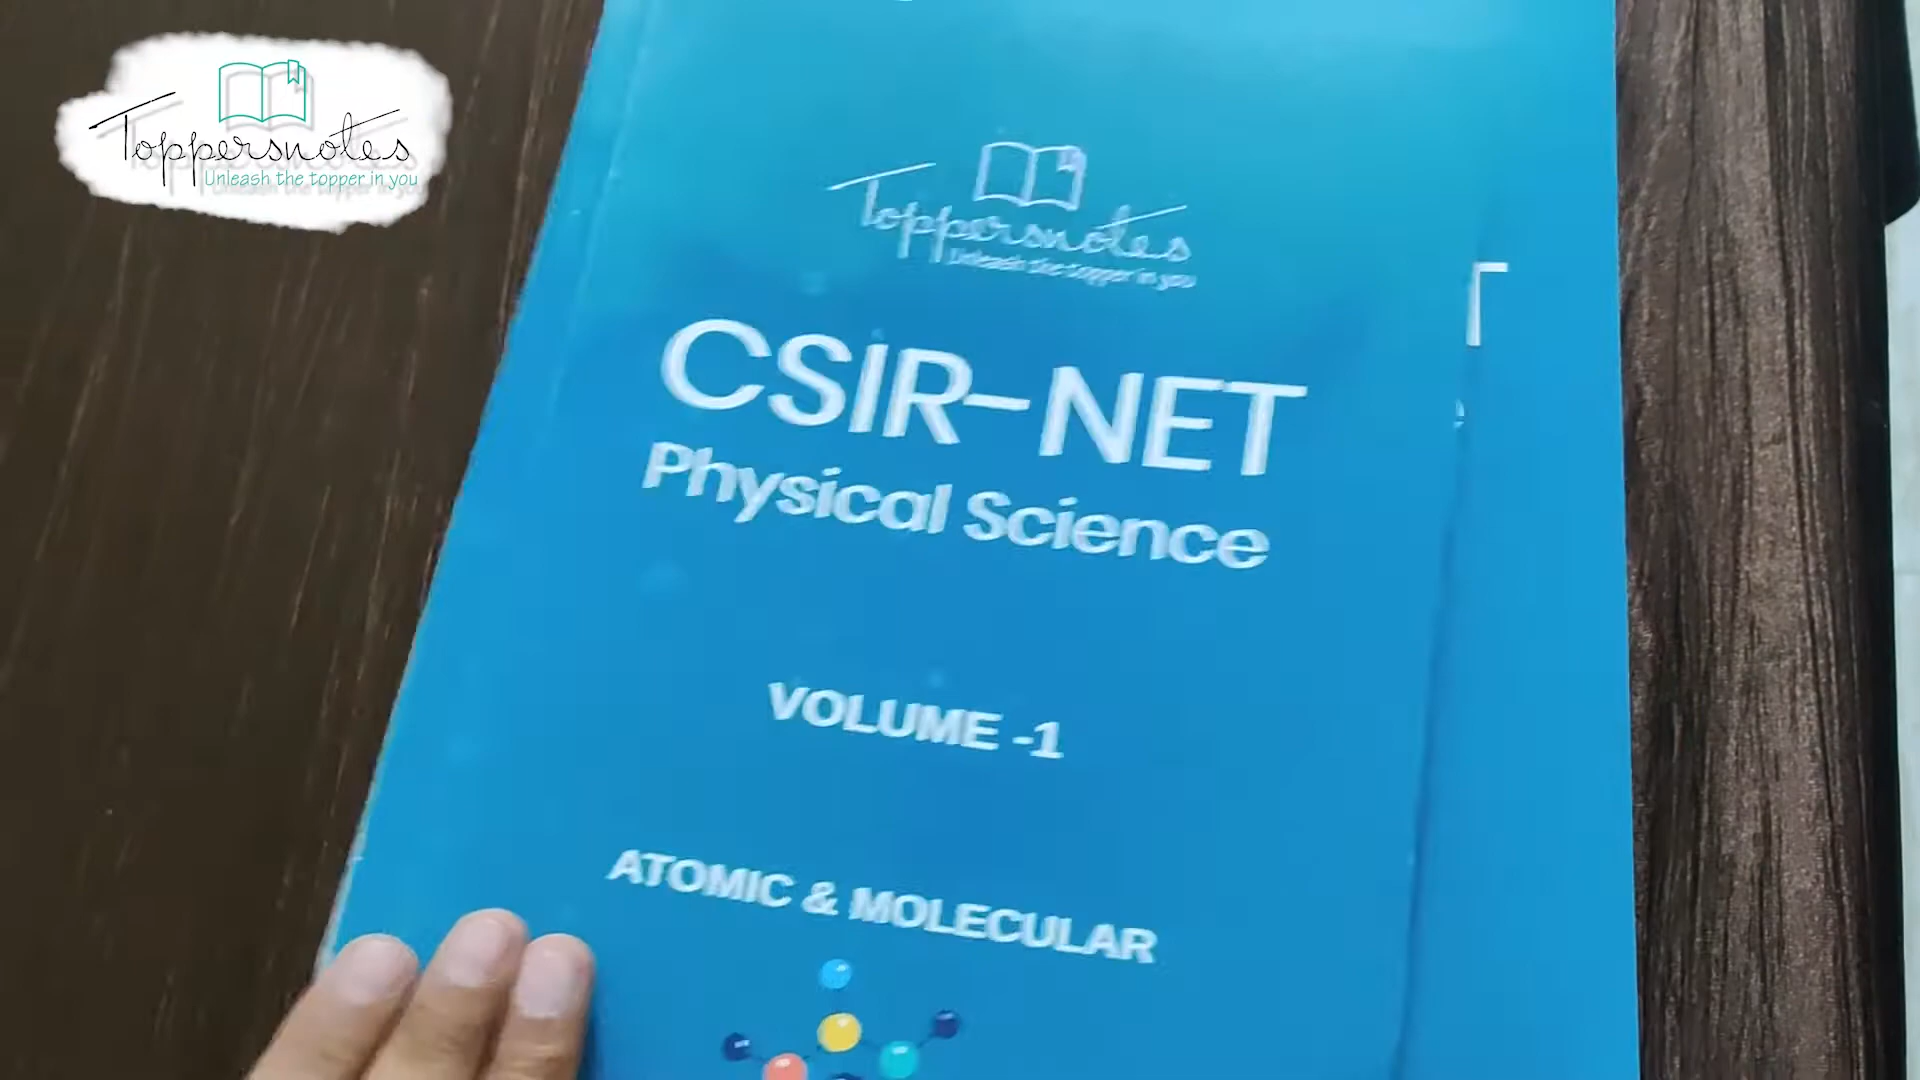 Toppersnotes
Unleash the topper in you
Toppersnotes
Unleash the topper in you
CSIR-NET
Physical Science
VOLUME -1
ATOMIC & MOLECULAR